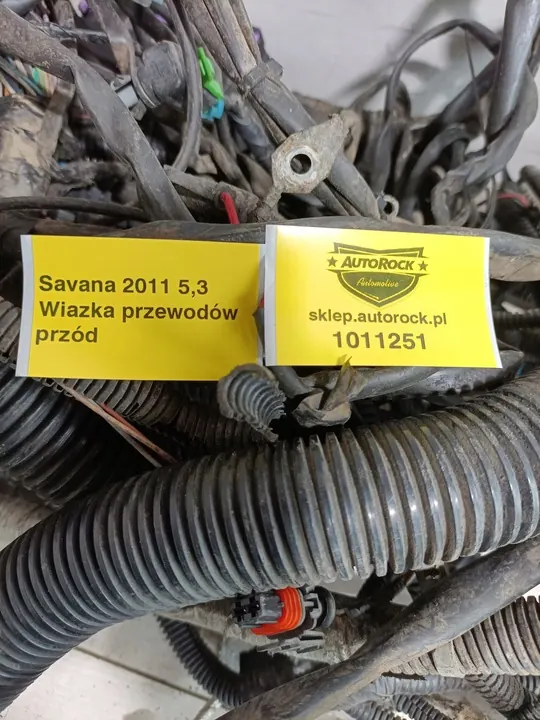 Savana 2011 5,3
Wiazka przewodów
przód
AUTOROCK
Automotive
sklep.autorock.pl
1011251